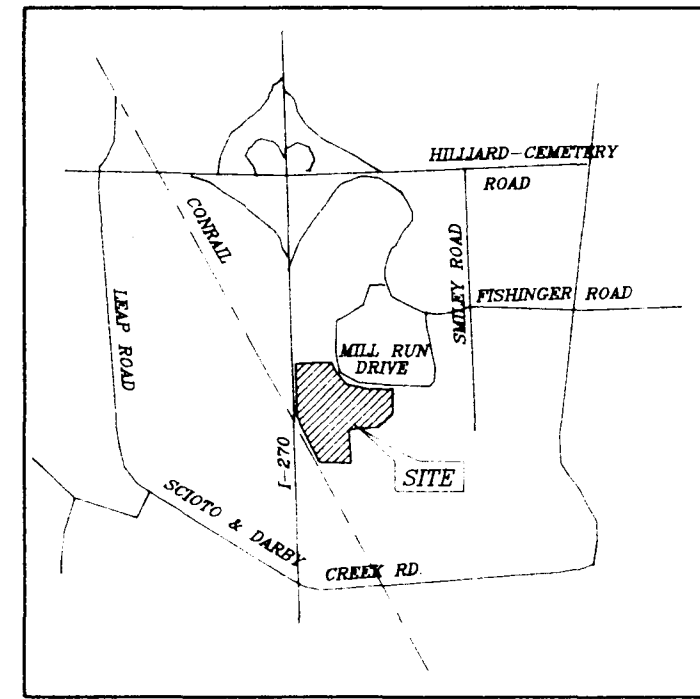 HILLIARD-CEMETERY
ROAD
CONRAIL
SMILEY ROAD
LEAP ROAD
FISHINGER ROAD
MILL RUN
DRIVE
I-270
SITE
SCIOTO & DARBY
CREEK RD.